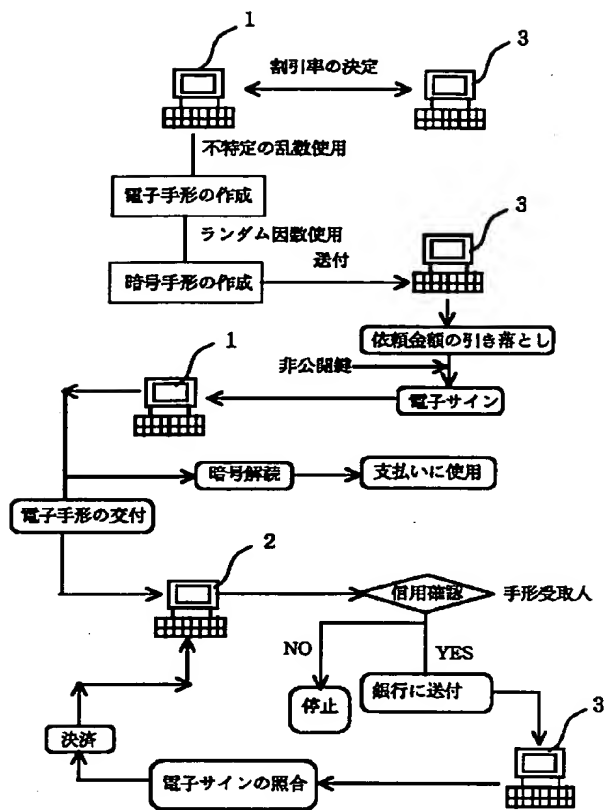 1
3
割引率の決定
不特定の乱数使用
電子手形の作成
3
ランダム因数使用
送付
暗号手形の作成
依頼金額の引き落とし
1
非公開鍵
電子サイン
暗号解読
支払いに使用
電子手形の交付
2
信用確認
手形受取人
NO
YES
停止
銀行に送付
3
決済
電子サインの照合